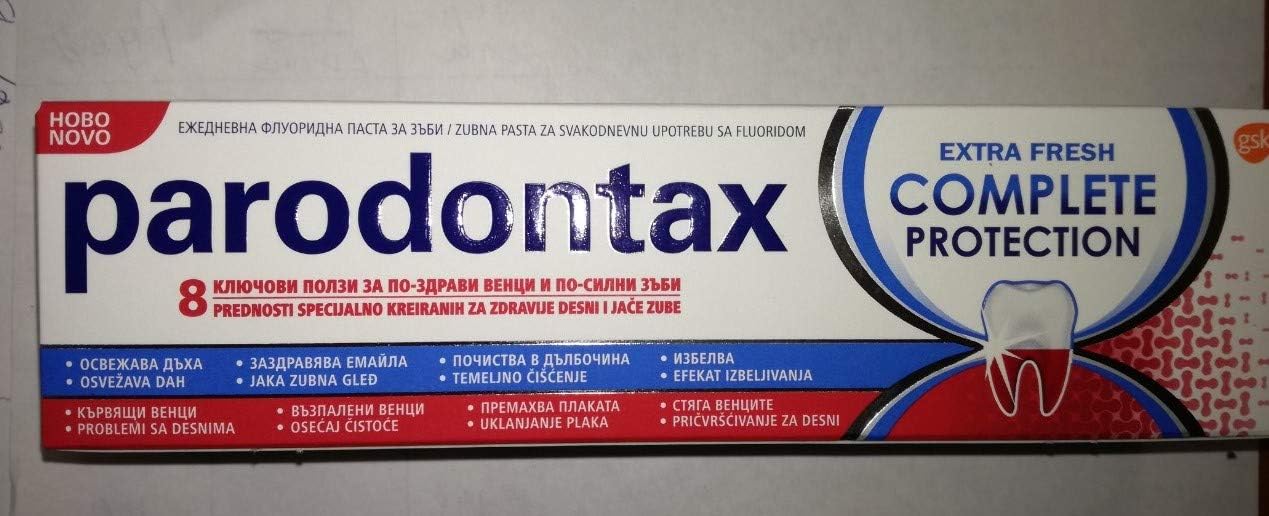 НОВО
NOVO
ЕЖЕДНЕВНА ФЛУОРИДНА ПАСТА ЗА ЗЪБИ / ZUBNA PASTA ZA SVAKODNEVNU UPOTREBU SA FLUORIDOM
parodontax
8 КЛЮЧОВИ ПОЛЗИ ЗА ПО-ЗДРАВИ ВЕНЦИ И ПО-СИЛНИ ЗЪБИ
PREDNOSTI SPECIJALNO KREIRANIH ZA ZDRAVIJE DESNI I JAČE ZUBE
EXTRA FRESH
COMPLETE
PROTECTION
gsk
• ОСВЕЖАВА ДЪХА • ЗАЗДРАВЯВА ЕМАЙЛА • ПОЧИСТВА В ДЪЛБОЧИНА • ИЗБЕЛВА
• OSVEŽAVA DAH • JAKA ZUBNA GLEĐ • TEMELJNO ČIŠĆENJE • EFEKAT IZBELJIVANJA
• КЪРВЯЩИ ВЕНЦИ • ВЪЗПАЛЕНИ ВЕНЦИ • ПРЕМАХВА ПЛАКАТА • СТЯГА ВЕНЦИТЕ
• PROBLEMI SA DESNIMA • OSEĆAJ ČISTOĆE • UKLANJANJE PLAKA • PRIČVRŠĆIVANJE ZA DESNI